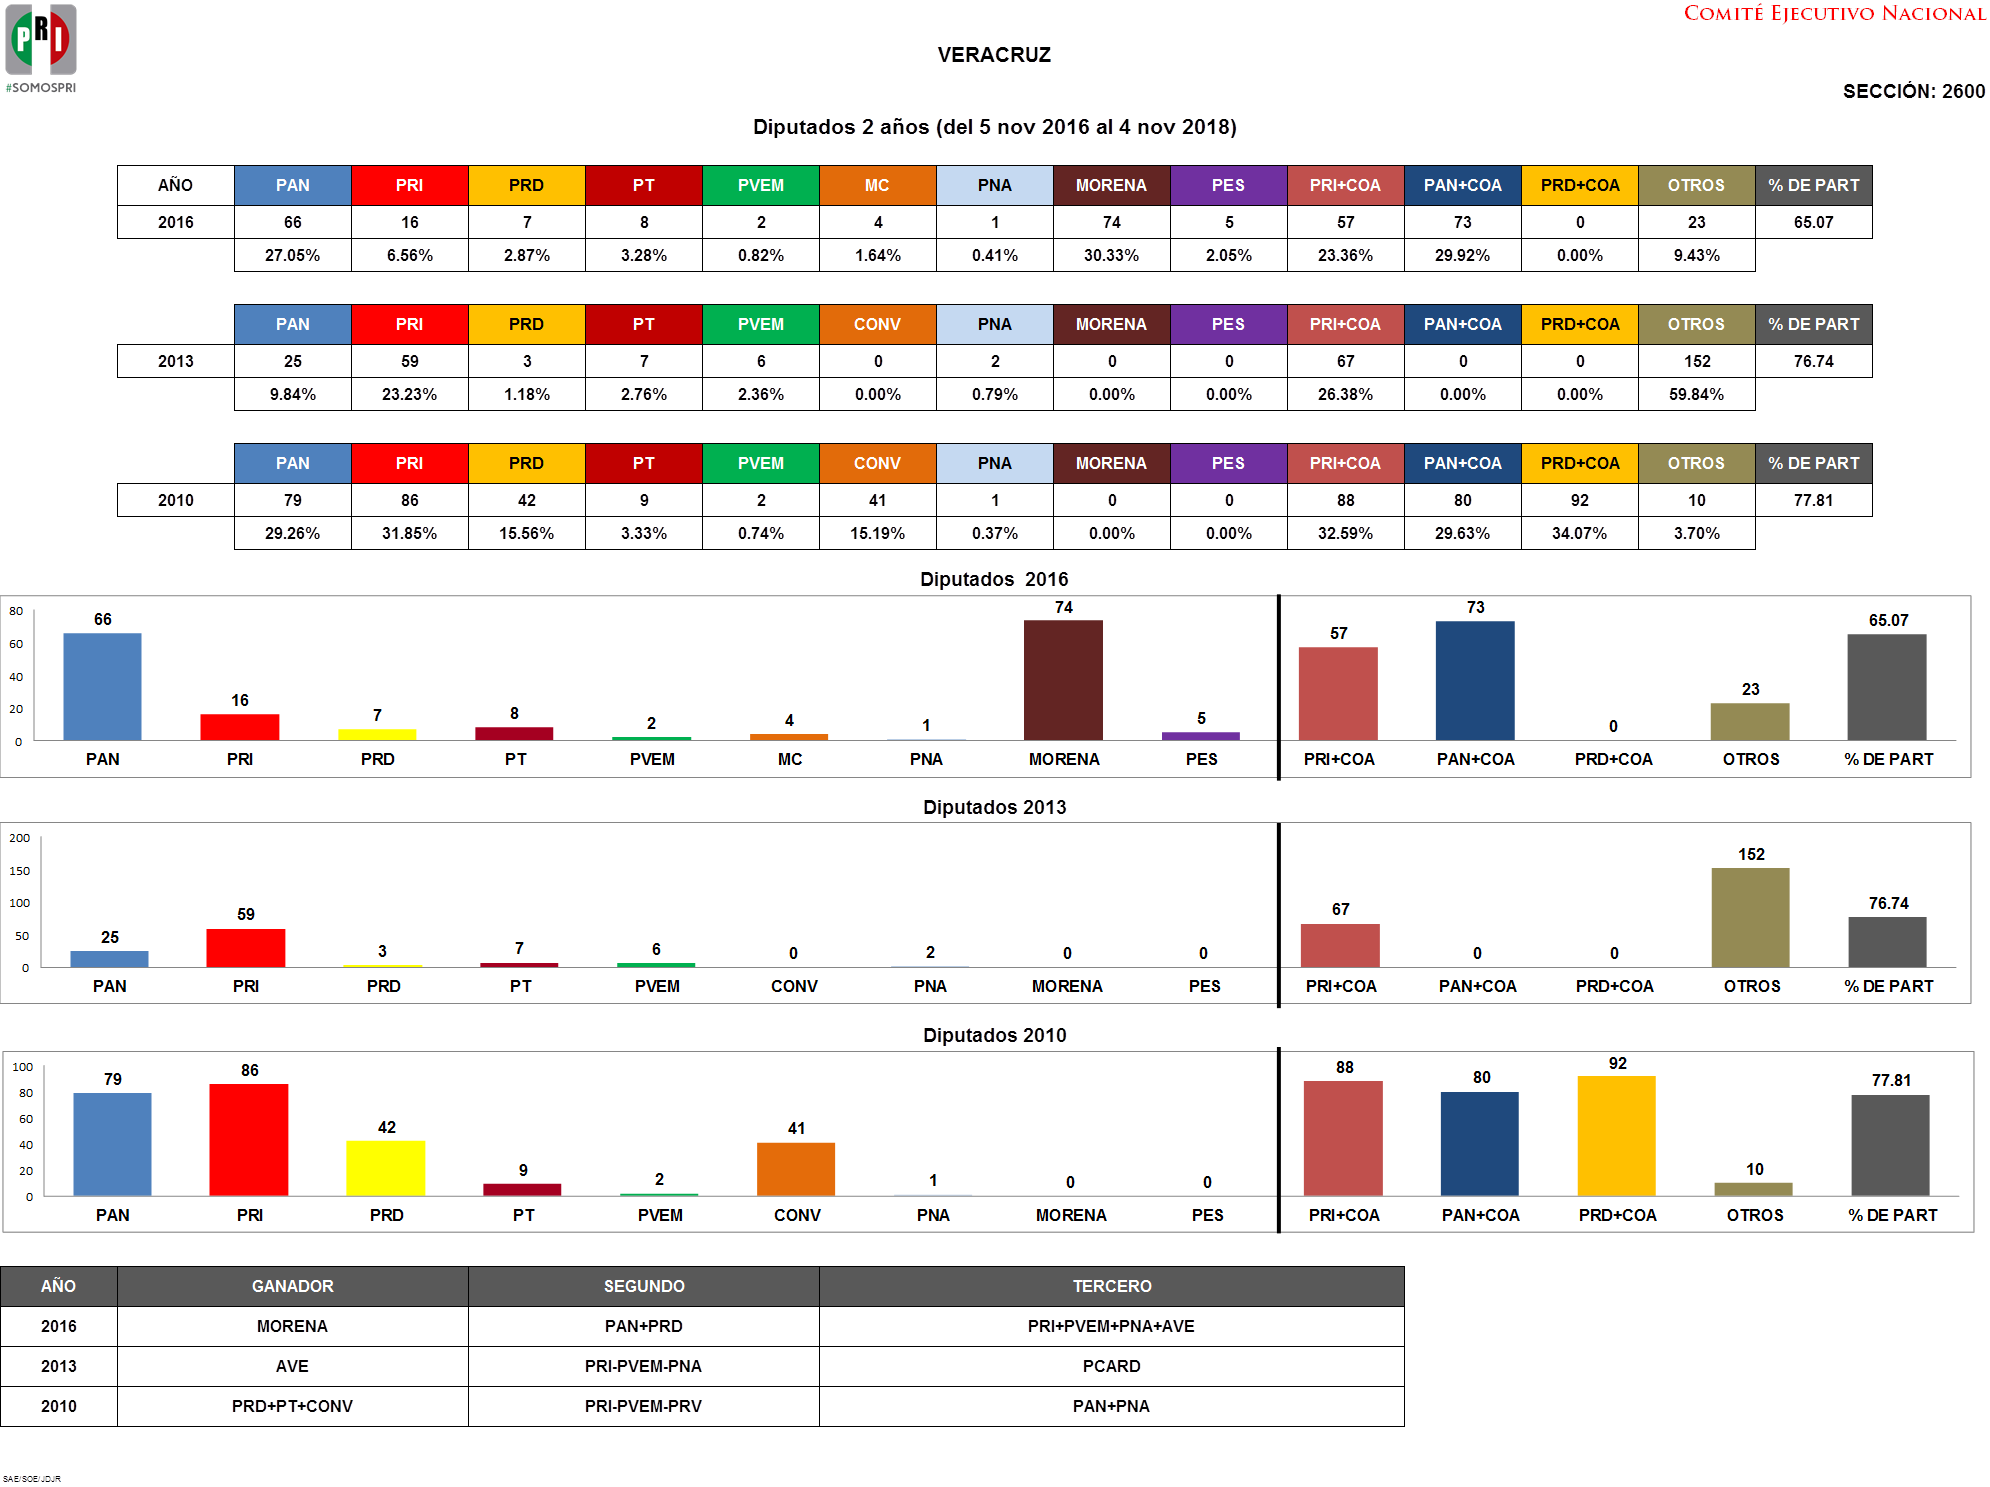 PRI
#SOMOSPRI
COMITÉ EJECUTIVO NACIONAL
VERACRUZ
SECCIÓN: 2600
Diputados 2 años (del 5 nov 2016 al 4 nov 2018)
AÑO PAN PRI PRD PT PVEM MC PNA MORENA PES PRI+COA PAN+COA PRD+COA OTROS % DE PART
2016 66 16 7 8 2 4 1 74 5 57 73 0 23 65.07
27.05% 6.56% 2.87% 3.28% 0.82% 1.64% 0.41% 30.33% 2.05% 23.36% 29.92% 0.00% 9.43%
PAN PRI PRD PT PVEM CONV PNA MORENA PES PRI+COA PAN+COA PRD+COA OTROS % DE PART
2013 25 59 3 7 6 0 2 0 0 67 0 0 152 76.74
9.84% 23.23% 1.18% 2.76% 2.36% 0.00% 0.79% 0.00% 0.00% 26.38% 0.00% 0.00% 59.84%
PAN PRI PRD PT PVEM CONV PNA MORENA PES PRI+COA PAN+COA PRD+COA OTROS % DE PART
2010 79 86 42 9 2 41 1 0 0 88 80 92 10 77.81
29.26% 31.85% 15.56% 3.33% 0.74% 15.19% 0.37% 0.00% 0.00% 32.59% 29.63% 34.07% 3.70%
Diputados 2016
80
60
40
20
0
66 16 7 8 2 4 1 74 5 57 73 0 23 65.07
PAN PRI PRD PT PVEM MC PNA MORENA PES PRI+COA PAN+COA PRD+COA OTROS % DE PART
Diputados 2013
200
150
100
50
0
25 59 3 7 6 0 2 0 0 67 0 0 152 76.74
PAN PRI PRD PT PVEM CONV PNA MORENA PES PRI+COA PAN+COA PRD+COA OTROS % DE PART
Diputados 2010
100
80
60
40
20
0
79 86 42 9 2 41 1 0 0 88 80 92 10 77.81
PAN PRI PRD PT PVEM CONV PNA MORENA PES PRI+COA PAN+COA PRD+COA OTROS % DE PART
AÑO GANADOR SEGUNDO TERCERO
2016 MORENA PAN+PRD PRI+PVEM+PNA+AVE
2013 AVE PRI-PVEM-PNA PCARD
2010 PRD+PT+CONV PRI-PVEM-PRV PAN+PNA
SAE/SOE/JDJR